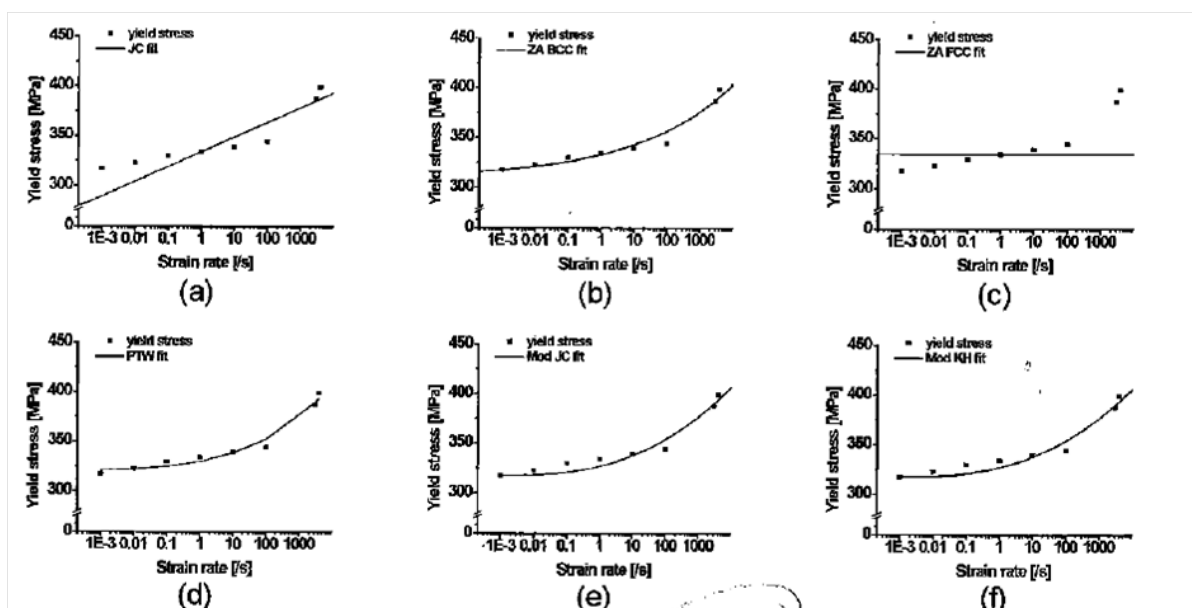 450
yield stress
JC fit
400
350
300
0
Yield stress [MPa]
1E-3 0.01 0.1 1 10 100 1000
Strain rate [/s]
(a)
450
yield stress
ZA BCC fit
400
350
300
0
Yield stress [MPa]
1E-3 0.01 0.1 1 10 100 1000
Strain rate [/s]
(b)
450
yield stress
ZA FCC fit
400
350
300
0
Yield stress [MPa]
1E-3 0.01 0.1 1 10 100 1000
Strain rate [/s]
(c)
450
yield stress
PTW fit
400
350
300
0
Yield stress [MPa]
1E-3 0.01 0.1 1 10 100 1000
Strain rate [/s]
(d)
450
yield stress
Mod JC fit
400
350
300
0
Yield stress [MPa]
1E-3 0.01 0.1 1 10 100 1000
Strain rate [/s]
(e)
450
yield stress
Mod KH fit
400
350
300
0
Yield stress [MPa]
1E-3 0.01 0.1 1 10 100 1000
Strain rate [/s]
(f)